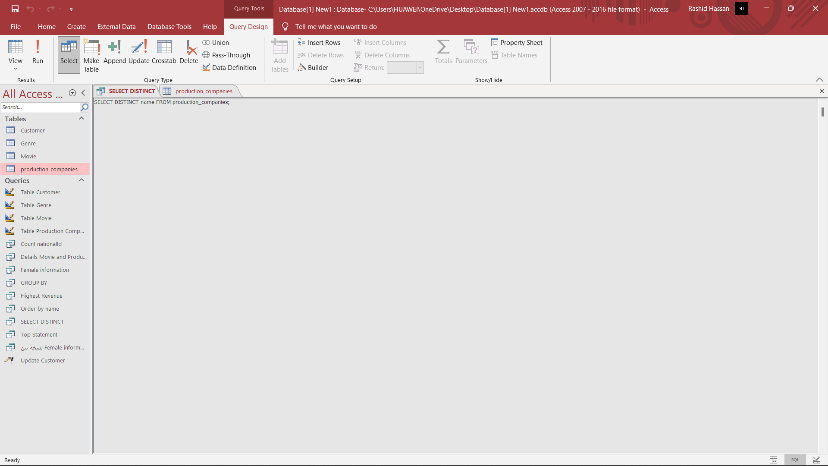 Query Tools
Database[1] New1 : Database- C:\Users\HUAWEI\OneDrive\Desktop\Database[1] New1.accdb (Access 2007 - 2016 file format) - Access
Rashid Hassan
File
Home
Create
External Data
Database Tools
Help
Query Design
Tell me what you want to do
View
Run
Select
Make Table
Append
Update
Crosstab
Delete
Union
Pass-Through
Data Definition
Add Tables
Insert Rows
Delete Rows
Builder
Insert Columns
Delete Columns
Return:
Totals
Parameters
Property Sheet
Table Names
Results
Query Type
Query Setup
Show/Hide
All Access ...
SELECT DISTINCT
production_companies
Search...
SELECT DISTINCT name FROM production_companies;
Tables
Customer
Genre
Movie
production_companies
Queries
Table Customer
Table Genre
Table Movie
Table Production Comp...
Count nationalId
Details Movie and Produ...
Female information
GROUP BY
Highest Revenue
Order by name
SELECT DISTINCT
Top Statement
Female Inform...
Update Customer
Ready
SQL